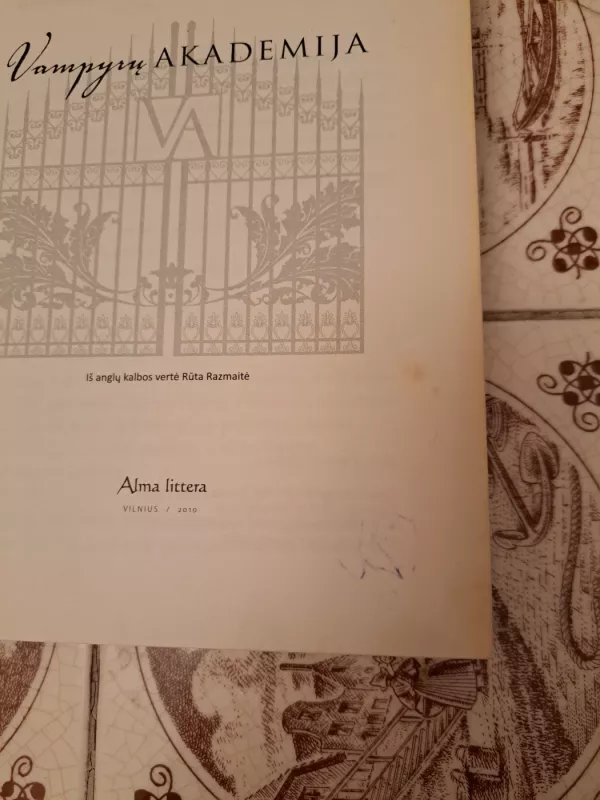 Vampyrų AKADEMIJA
VA
Iš anglų kalbos vertė Rūta Razmaitė
Alma littera
VILNIUS / 2010